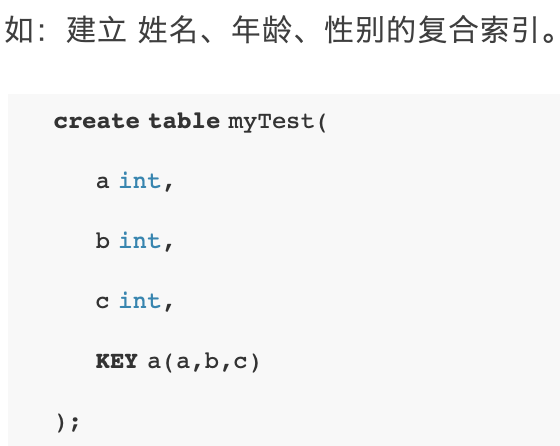 如：建立 姓名、年龄、性别的复合索引。
create table myTest(
a int,
b int,
c int,
KEY a(a,b,c)
);